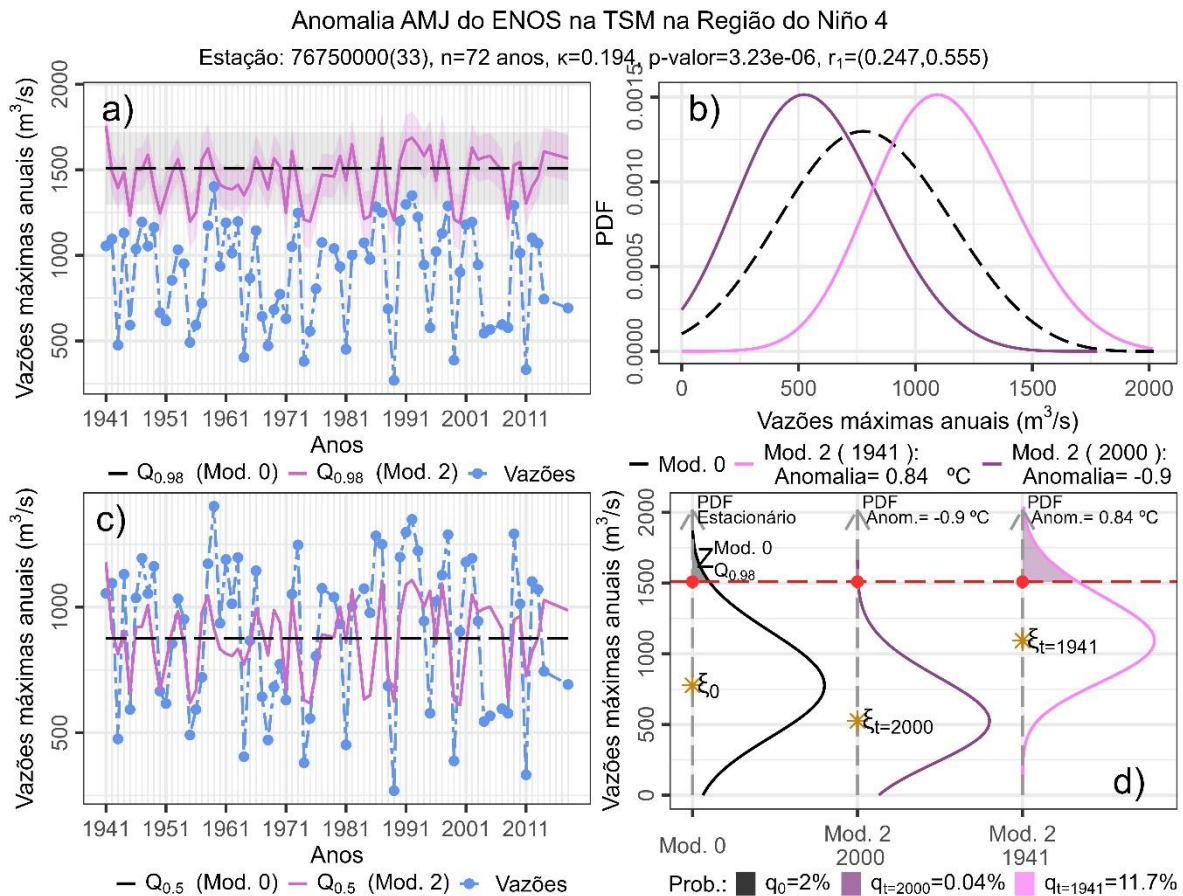 Anomalia AMJ do ENOS na TSM na Região do Niño 4
Estação: 76750000(33), n=72 anos, κ=0.194, p-valor=3.23e-06, r₁=(0.247,0.555)
a)
Vazões máximas anuais (m³/s)
2000
1500
1000
500
1941 1951 1961 1971 1981 1991 2001 2011
Anos
Q₀.₉₈ (Mod. 0) Q₀.₉₈ (Mod. 2) Vazões
b)
PDF
0.0015
0.0010
0.0005
0.0000
0 500 1000 1500 2000
Vazões máximas anuais (m³/s)
Mod. 0 Mod. 2 ( 1941 ): Mod. 2 ( 2000 ):
Anomalia= 0.84 ºC Anomalia= -0.9
c)
Vazões máximas anuais (m³/s)
1000
500
1941 1951 1961 1971 1981 1991 2001 2011
Anos
Q₀.₅ (Mod. 0) Q₀.₅ (Mod. 2) Vazões
d)
Vazões máximas anuais (m³/s)
2000
1500
1000
500
0
PDF PDF PDF
Estacionário Anom.= -0.9 ºC Anom.= 0.84 ºC
Mod. 0
Q₀.₉₈
ξ₀
ξt=2000
ξt=1941
Mod. 0 Mod. 2 Mod. 2
2000 1941
Prob.: q₀=2% qt=2000=0.04% qt=1941=11.7%